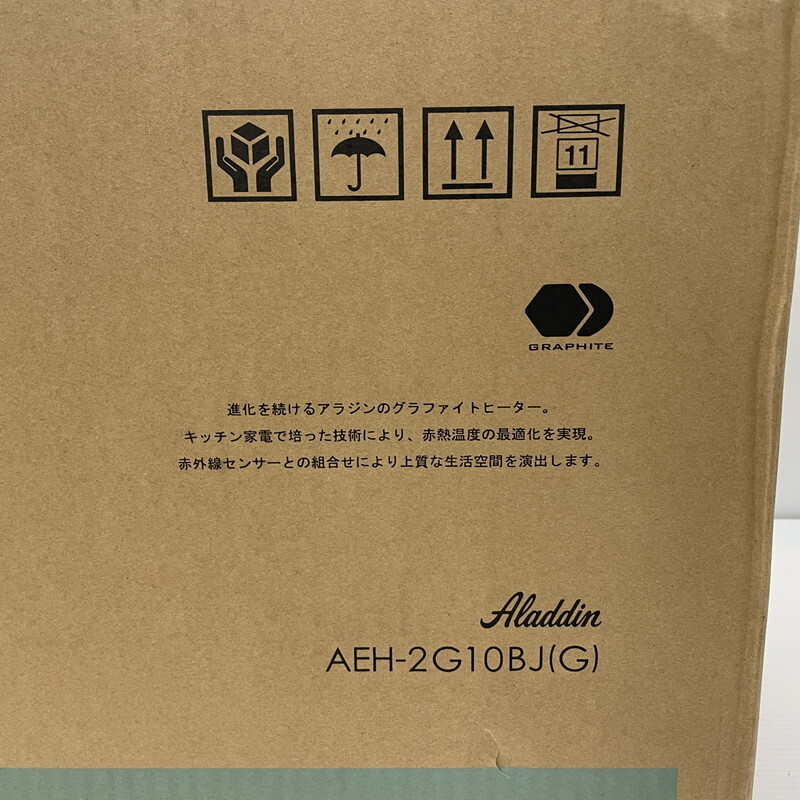 11
GRAPHITE
進化を続けるアラジンのグラファイトヒーター。
キッチン家電で培った技術により、赤熱温度の最適化を実現。
赤外線センサーとの組合せにより上質な生活空間を演出します。
Aladdin
AEH-2G10BJ(G)